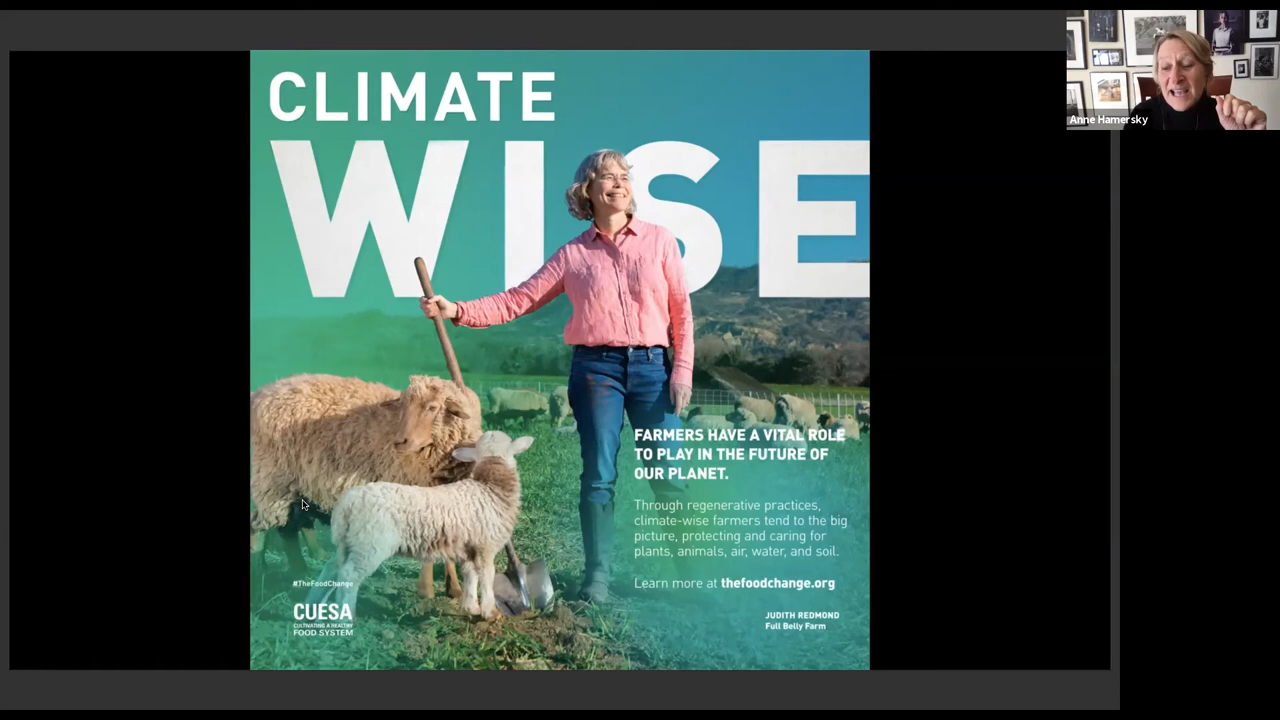 CLIMATE
WISE
FARMERS HAVE A VITAL ROLE
TO PLAY IN THE FUTURE OF
OUR PLANET.
Through regenerative practices,
climate-wise farmers tend to the big
picture, protecting and caring for
plants, animals, air, water, and soil.
Learn more at thefoodchange.org
JUDITH REDMOND
Full Belly Farm
#TheFoodChange
CUESA
CULTIVATING A HEALTHY
FOOD SYSTEM
Anne Hamersky